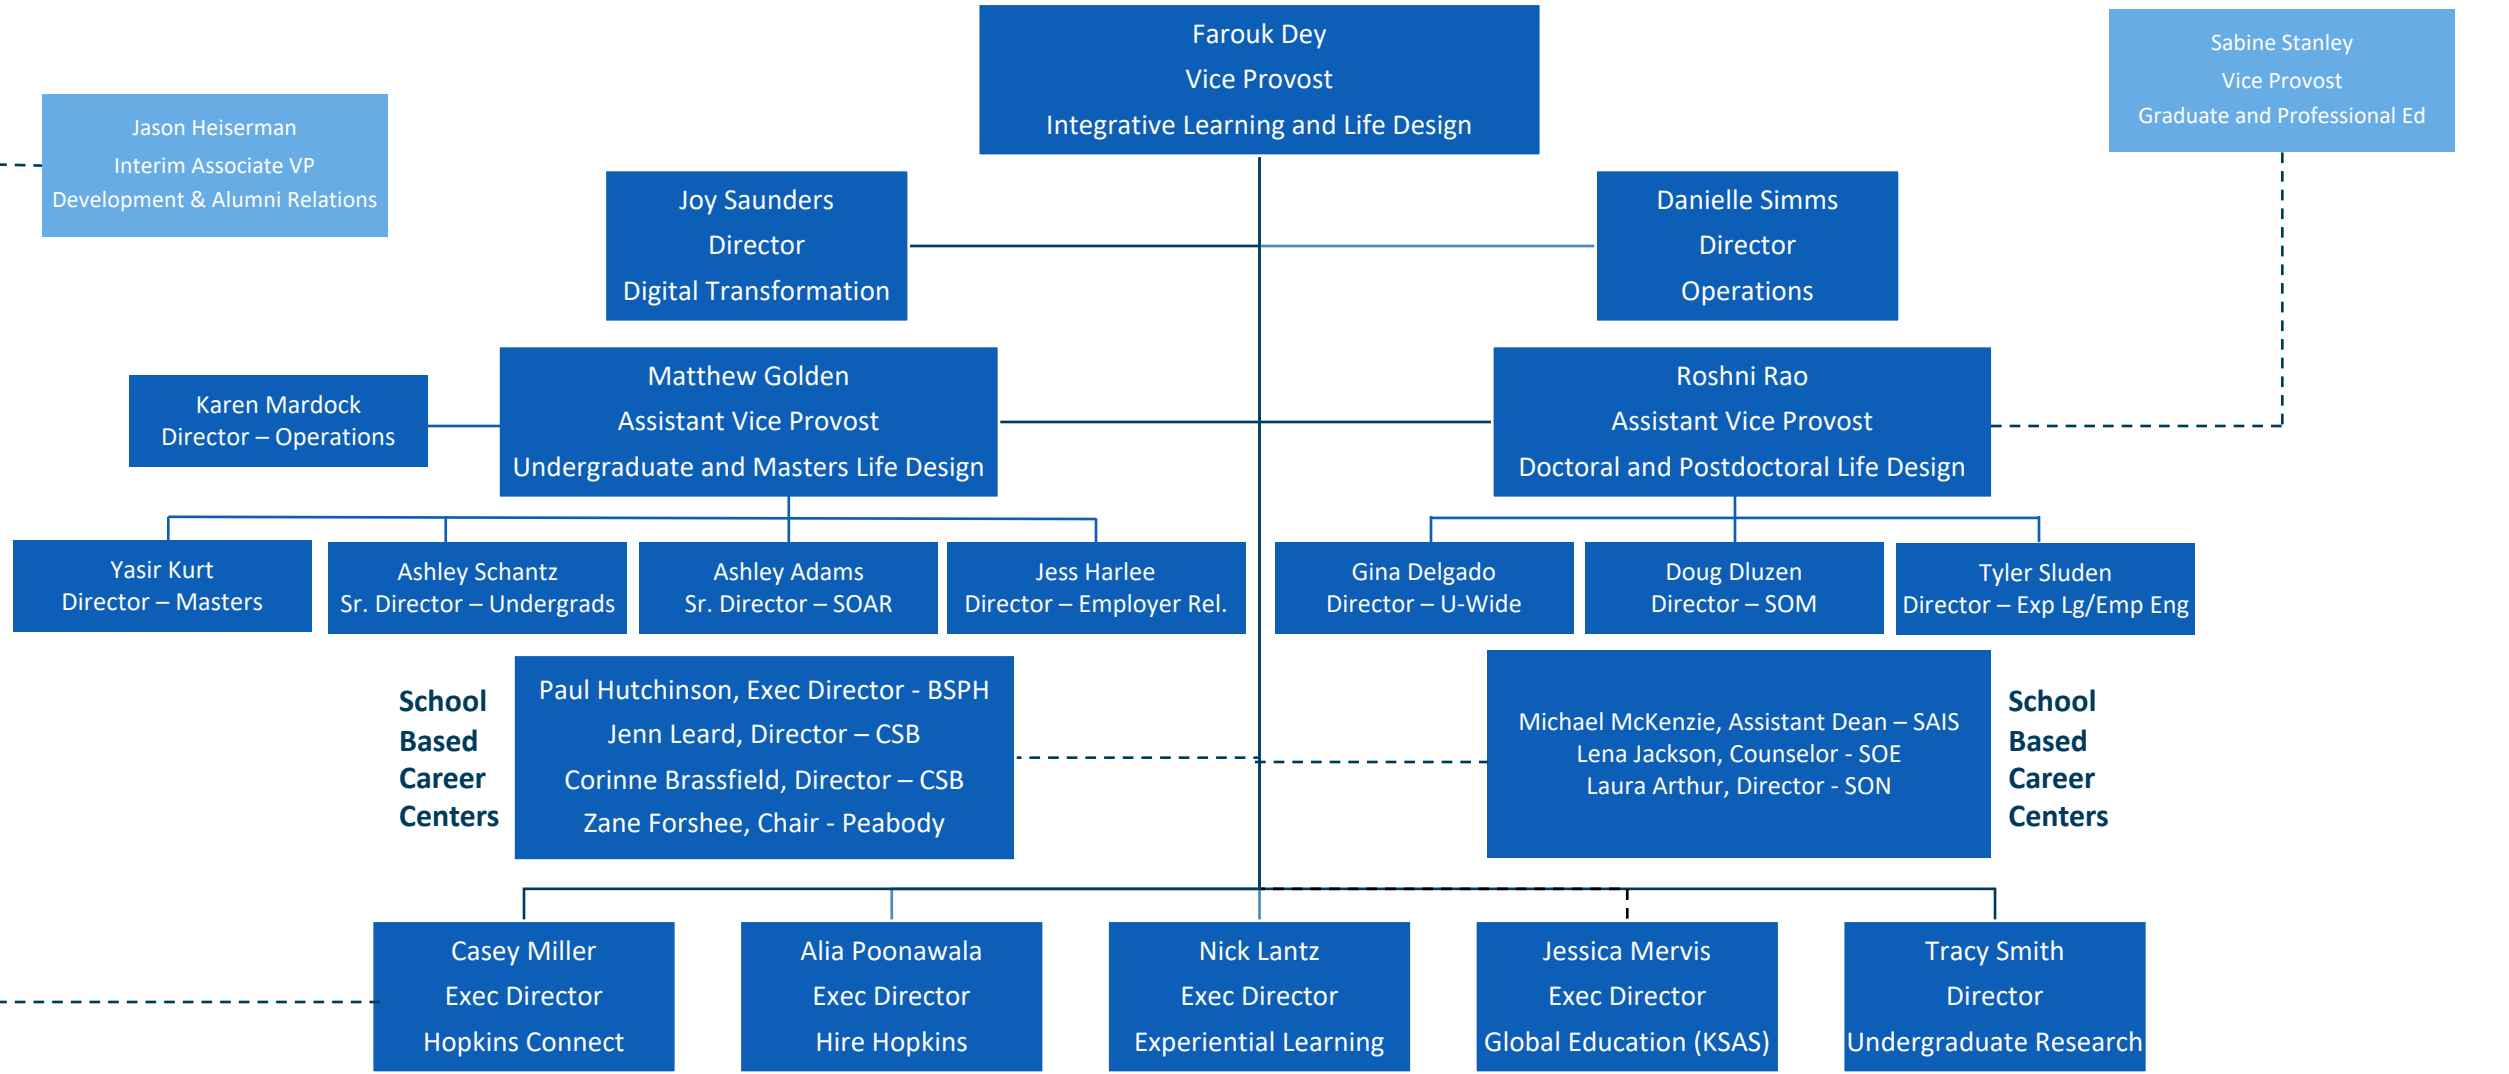 Farouk Dey
Vice Provost
Integrative Learning and Life Design
Sabine Stanley
Vice Provost
Graduate and Professional Ed
Jason Heiserman
Interim Associate VP
Development & Alumni Relations
Joy Saunders
Director
Digital Transformation
Danielle Simms
Director
Operations
Karen Mardock
Director – Operations
Matthew Golden
Assistant Vice Provost
Undergraduate and Masters Life Design
Roshni Rao
Assistant Vice Provost
Doctoral and Postdoctoral Life Design
Yasir Kurt
Director – Masters
Ashley Schantz
Sr. Director – Undergrads
Ashley Adams
Sr. Director – SOAR
Jess Harlee
Director – Employer Rel.
Gina Delgado
Director – U-Wide
Doug Dluzen
Director – SOM
Tyler Sluden
Director – Exp Lg/Emp Eng
School
Based
Career
Centers
Paul Hutchinson, Exec Director - BSPH
Jenn Leard, Director – CSB
Corinne Brassfield, Director – CSB
Zane Forshee, Chair - Peabody
Michael McKenzie, Assistant Dean – SAIS
Lena Jackson, Counselor - SOE
Laura Arthur, Director - SON
School
Based
Career
Centers
Casey Miller
Exec Director
Hopkins Connect
Alia Poonawala
Exec Director
Hire Hopkins
Nick Lantz
Exec Director
Experiential Learning
Jessica Mervis
Exec Director
Global Education (KSAS)
Tracy Smith
Director
Undergraduate Research